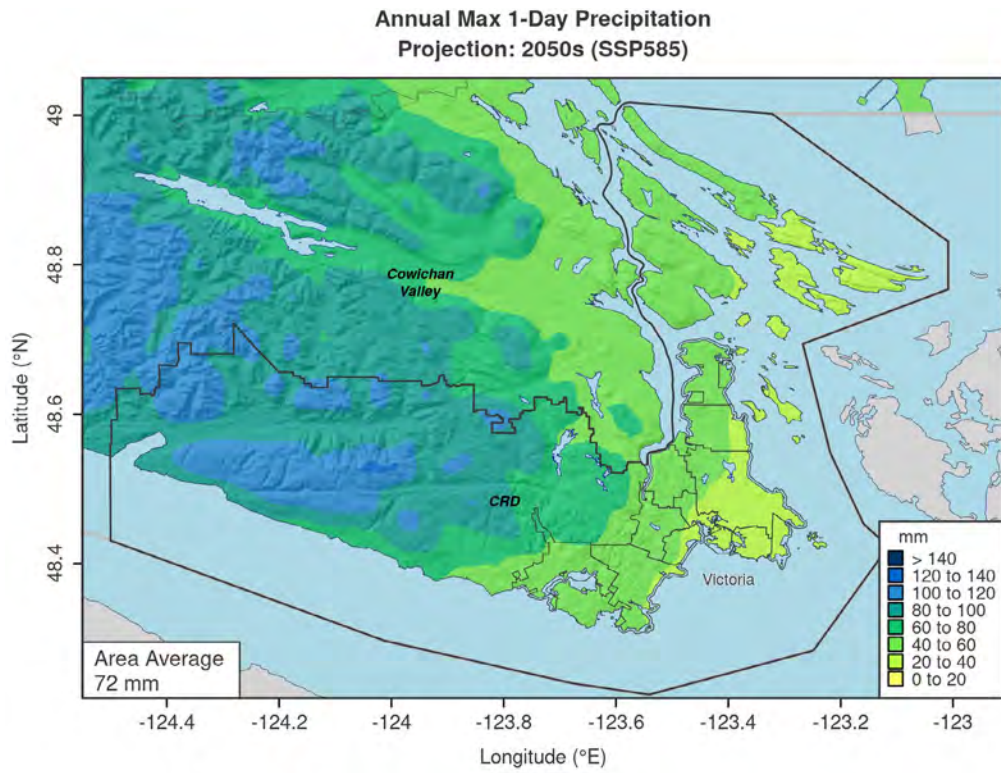 Annual Max 1-Day Precipitation
Projection: 2050s (SSP585)
49
48.8
48.6
48.4
Latitude (°N)
Cowichan
Valley
CRD
Victoria
mm
> 140
120 to 140
100 to 120
80 to 100
60 to 80
40 to 60
20 to 40
0 to 20
Area Average
72 mm
-124.4
-124.2
-124
-123.8
-123.6
-123.4
-123.2
-123
Longitude (°E)